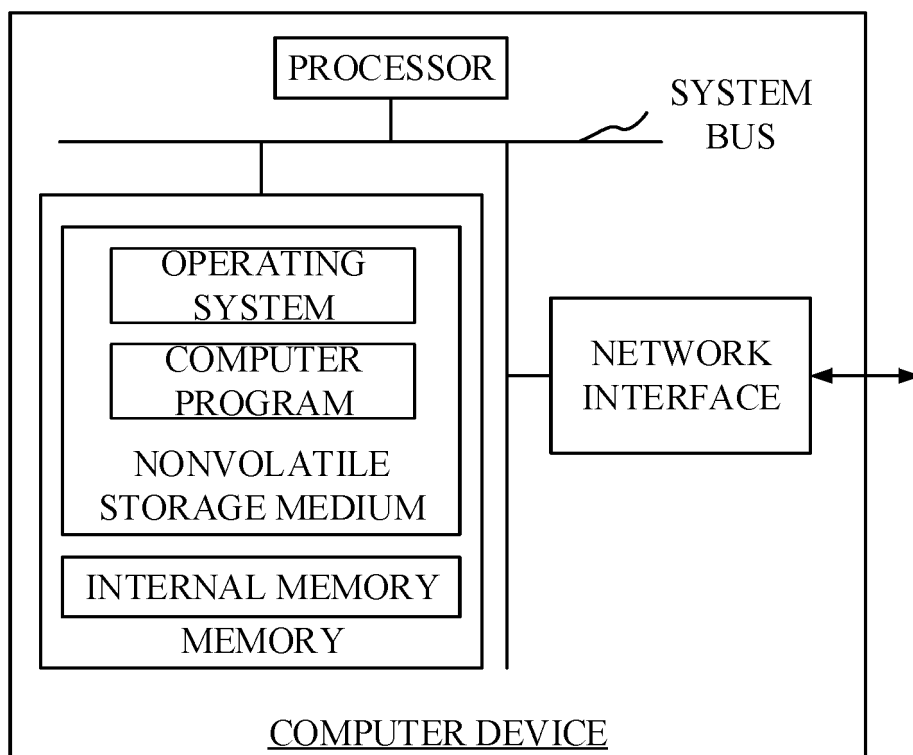 PROCESSOR
SYSTEM
BUS
OPERATING
SYSTEM
COMPUTER
PROGRAM
NONVOLATILE
STORAGE MEDIUM
INTERNAL MEMORY
MEMORY
NETWORK
INTERFACE
COMPUTER DEVICE